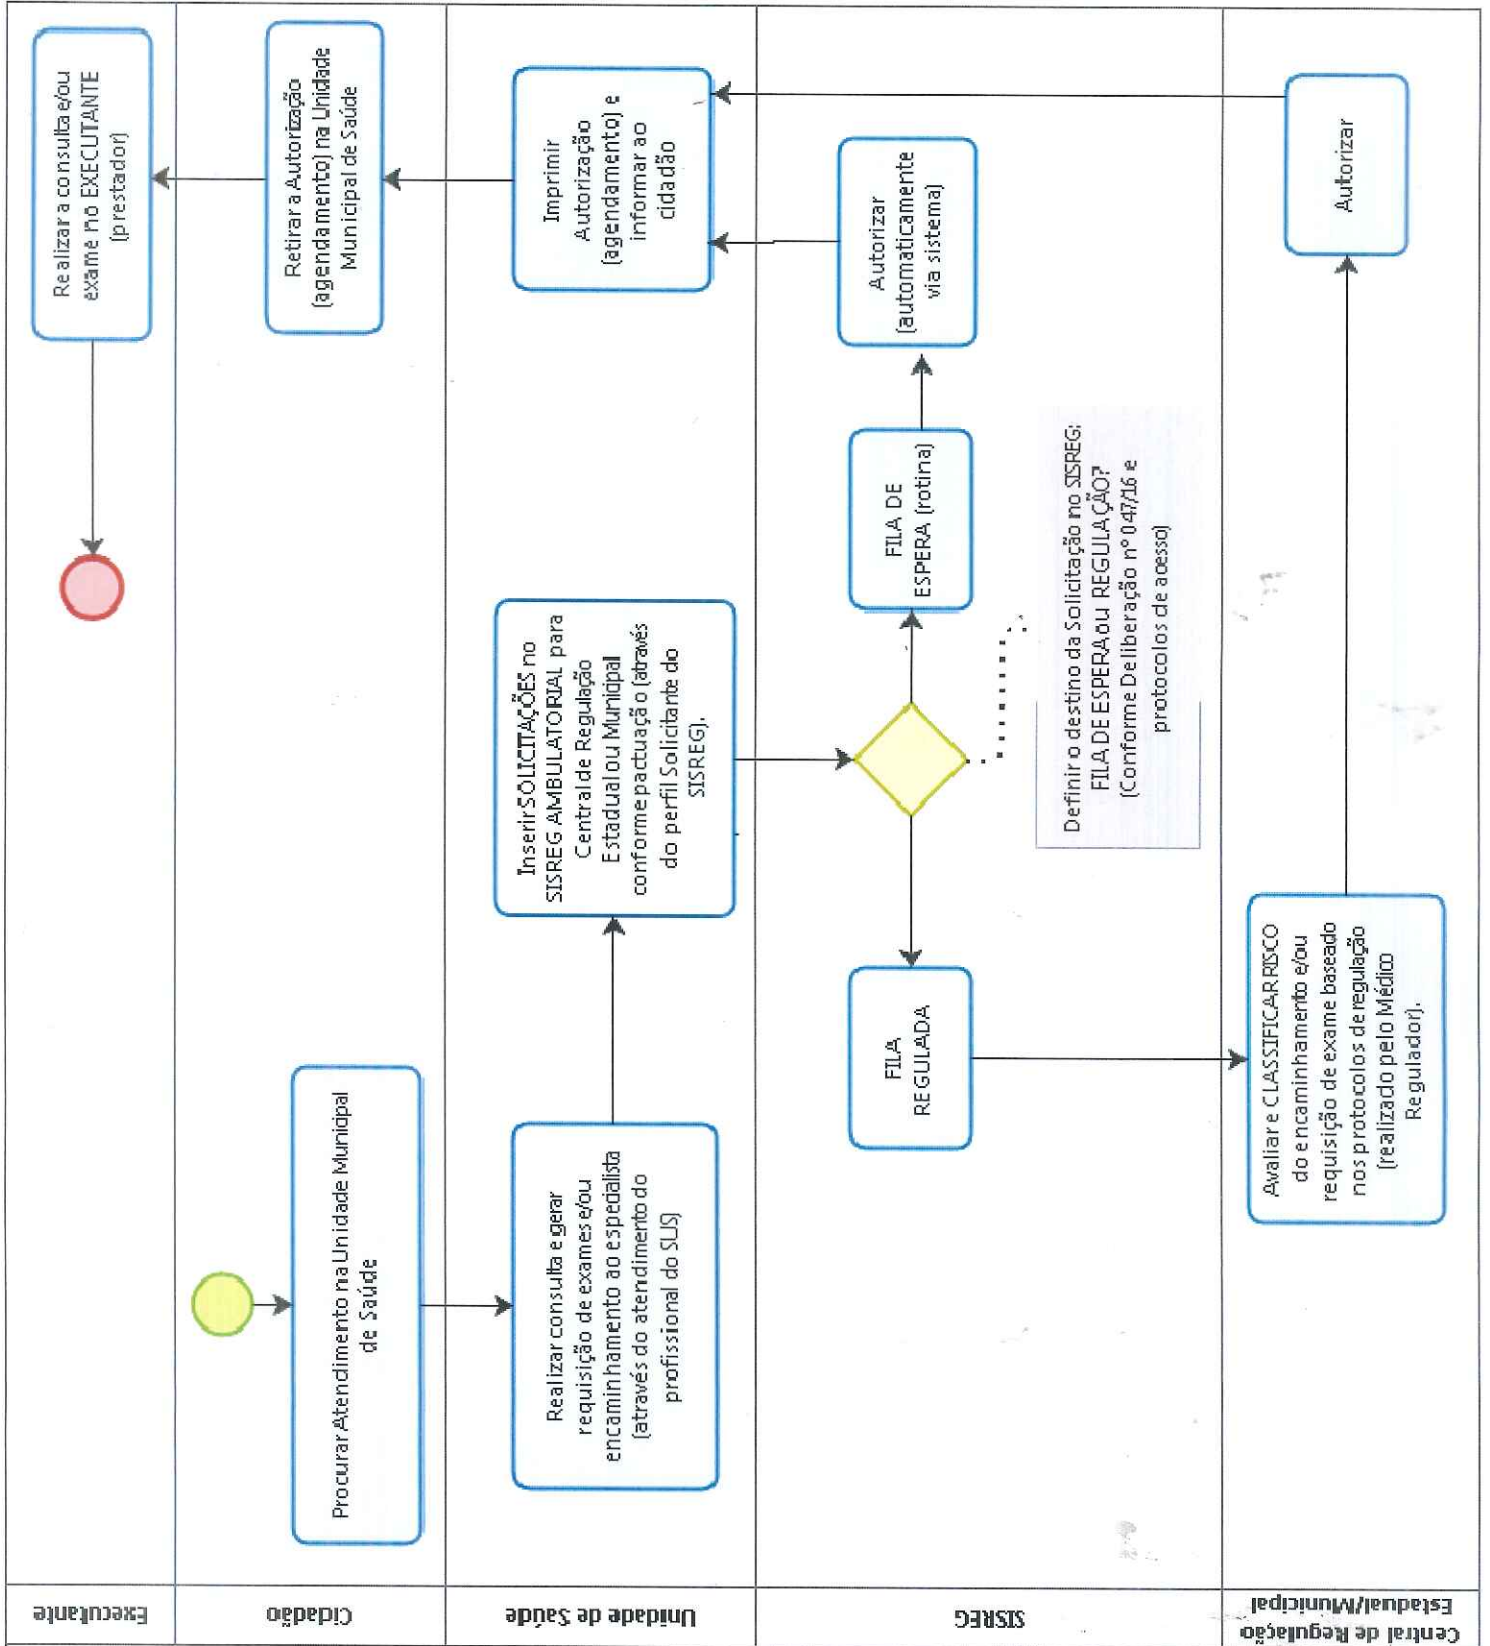 Executante
Realizar a consulta e/ou
exame no EXECUTANTE
(prestador)
Cidadão
Procurar Atendimento na Unidade Municipal
de Saúde
Retirar a Autorização
(agendamento) na Unidade
Municipal de Saúde
Unidade de Saúde
Realizar consulta e gerar
requisição de exames e/ou
encaminhamento ao especialista
(através do atendimento do
profissional do SUS)
Inserir SOLICITAÇÕES no
SISREG AMBULATORIAL para
Central de Regulação
Estadual ou Municipal
conforme pactuação (através
do perfil Solicitante do
SISREG).
Imprimir
Autorização
(agendamento) e
informar ao
cidadão
SISREG
FILA
REGULADA
FILA DE
ESPERA (rotina)
Autorizar
(automaticamente
via sistema)
Definir o destino da Solicitação no SISREG:
FILA DE ESPERA ou REGULAÇÃO?
(Conforme Deliberação n° 047/16 e
protocolos de acesso)
Central de Regulação
Estadual/Municipal
Avaliar e CLASSIFICAR RISCO
do encaminhamento e/ou
requisição de exame baseado
nos protocolos de regulação
(realizado pelo Médico
Regulador).
Autorizar